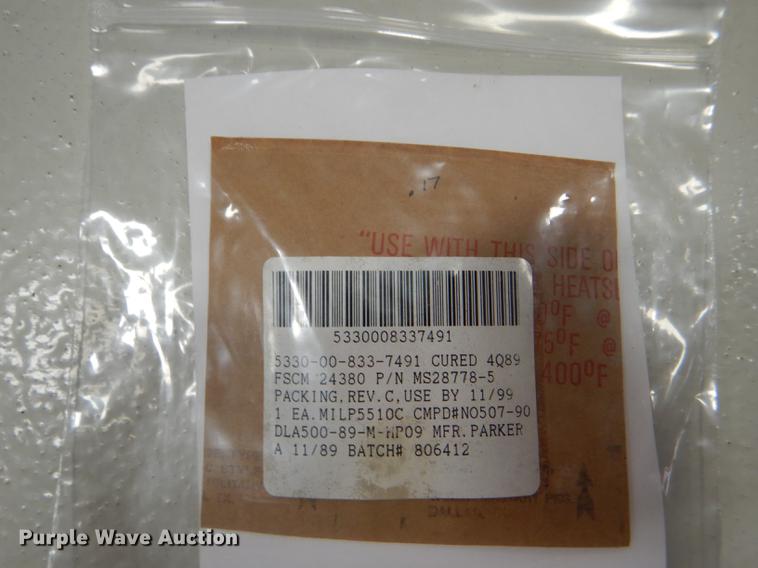 .17
"USE WITH THIS SIDE
HEATS
°F @
75°F @
400°F
5330008337491
5330-00-833-7491 CURED 4Q89
FSCM 24380 P/N MS28778-5
PACKING,REV.C,USE BY 11/99
1 EA.MILP5510C CMPD#N0507-90
DLA500-89-M-HP09 MFR.PARKER
A 11/89 BATCH# 806412
DALLAS
Purple Wave Auction